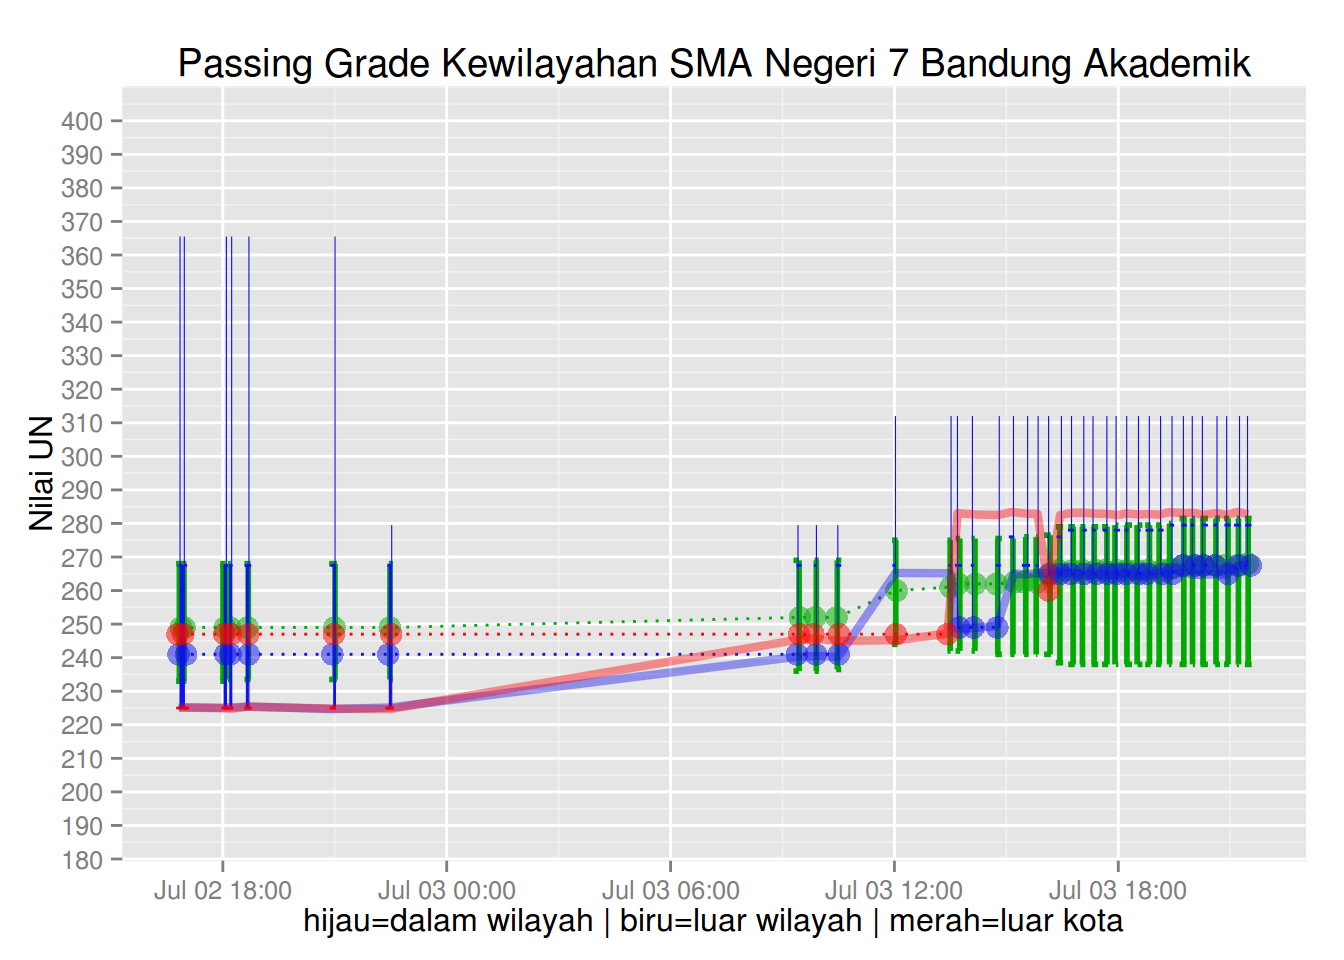 Passing Grade Kewilayahan SMA Negeri 7 Bandung Akademik
Nilai UN
400
390
380
370
360
350
340
330
320
310
300
290
280
270
260
250
240
230
220
210
200
190
180
Jul 02 18:00
Jul 03 00:00
Jul 03 06:00
Jul 03 12:00
Jul 03 18:00
hijau=dalam wilayah | biru=luar wilayah | merah=luar kota